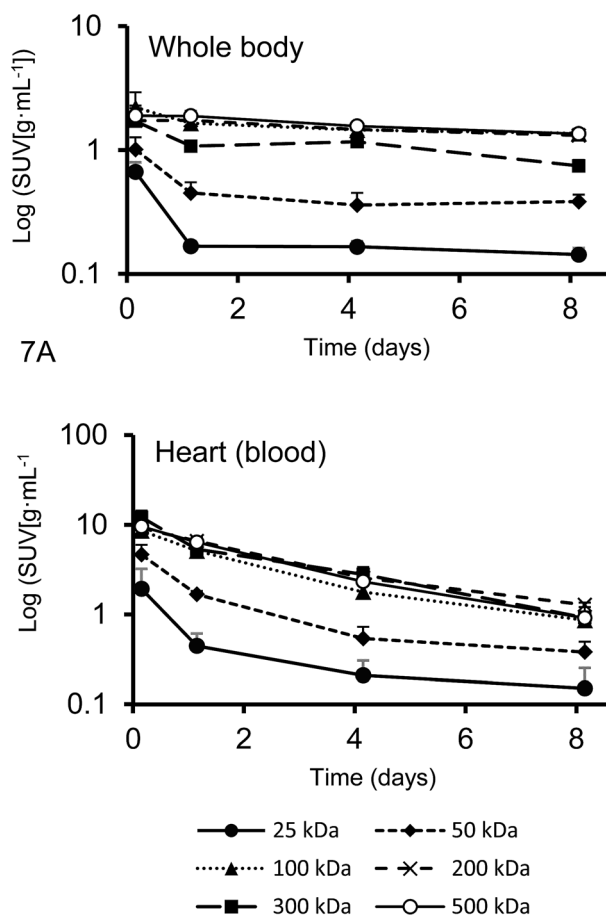 Whole body
Log (SUV[g·mL-1])
10
1
0.1
0 2 4 6 8
Time (days)
7A
Heart (blood)
Log (SUV[g·mL-1
100
10
1
0.1
0 2 4 6 8
Time (days)
25 kDa 50 kDa
100 kDa 200 kDa
300 kDa 500 kDa